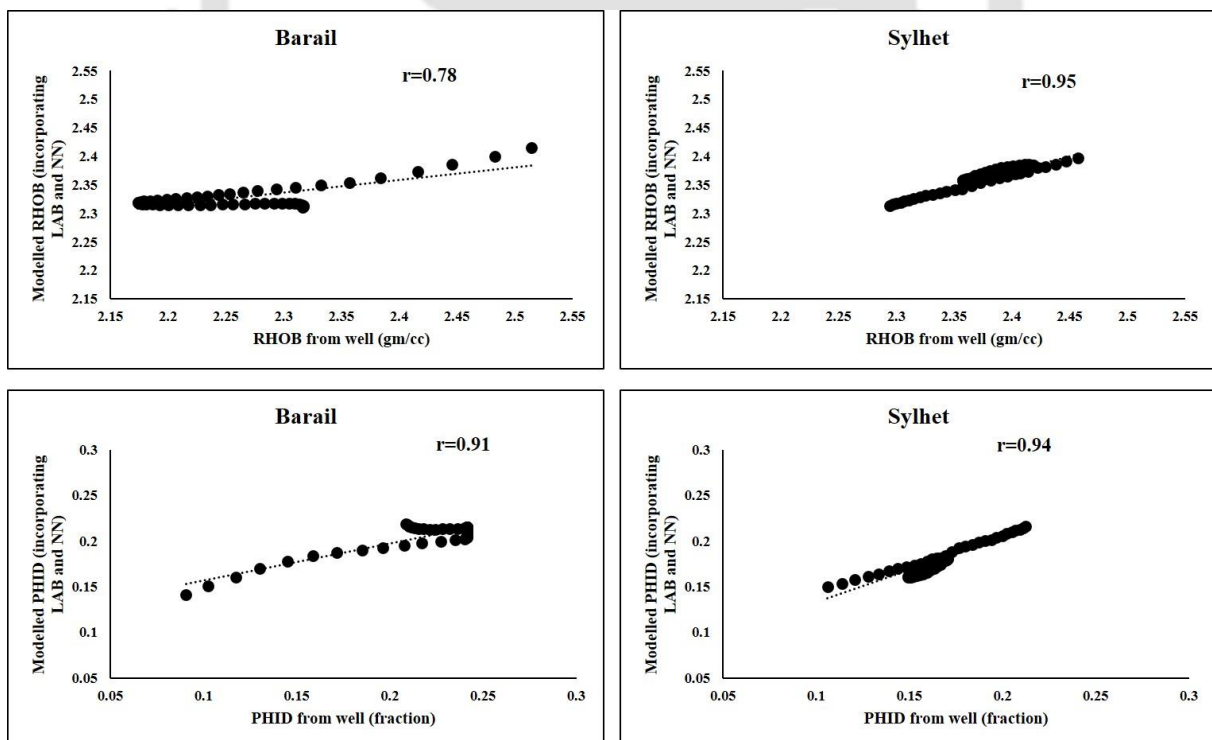 Barail
r=0.78
Modelled RHOB (incorporating
LAB and NN)
2.55
2.5
2.45
2.4
2.35
2.3
2.25
2.2
2.15
2.15 2.2 2.25 2.3 2.35 2.4 2.45 2.5 2.55
RHOB from well (gm/cc)
Sylhet
r=0.95
Modelled RHOB (incorporating
LAB and NN)
2.55
2.5
2.45
2.4
2.35
2.3
2.25
2.2
2.15
2.15 2.2 2.25 2.3 2.35 2.4 2.45 2.5 2.55
RHOB from well (gm/cc)
Barail
r=0.91
Modelled PHID (incorporating
LAB and NN)
0.3
0.25
0.2
0.15
0.1
0.05
0.05 0.1 0.15 0.2 0.25 0.3
PHID from well (fraction)
Sylhet
r=0.94
Modelled PHID (incorporating
LAB and NN)
0.3
0.25
0.2
0.15
0.1
0.05
0.05 0.1 0.15 0.2 0.25 0.3
PHID from well (fraction)